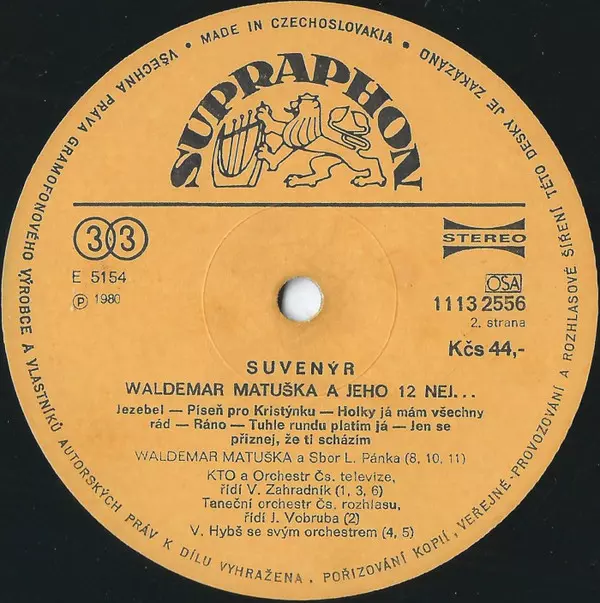 VŠECHNA PRÁVA GRAMOFONOVÉHO VÝROBCE A VLASTNÍKŮ AUTORSKÝCH PRÁV K DÍLU VYHRAŽENA. POŘIZOVÁNÍ KOPIÍ, VEŘEJNÉ PROVOZOVÁNÍ A ROZHLASOVÉ ŠÍŘENÍ TÉTO DESKY JE ZAKÁZÁNO
• MADE IN CZECHOSLOVAKIA •
SUPRAPHON
33
STEREO
E 5154
OSA
Ⓟ 1980
1113 2556
2. strana
Kčs 44,-
SUVENÝR
WALDEMAR MATUŠKA A JEHO 12 NEJ...
Jezebel — Píseň pro Kristýnku — Holky já mám všechny
rád — Ráno — Tuhle rundu platím já — Jen se
přiznej, že ti scházím
WALDEMAR MATUŠKA a Sbor L. Pánka (8, 10, 11)
KTO a Orchestr Čs. televize,
řídí V. Zahradník (1, 3, 6)
Taneční orchestr Čs. rozhlasu,
řídí J. Vobruba (2)
V. Hybš se svým orchestrem (4, 5)